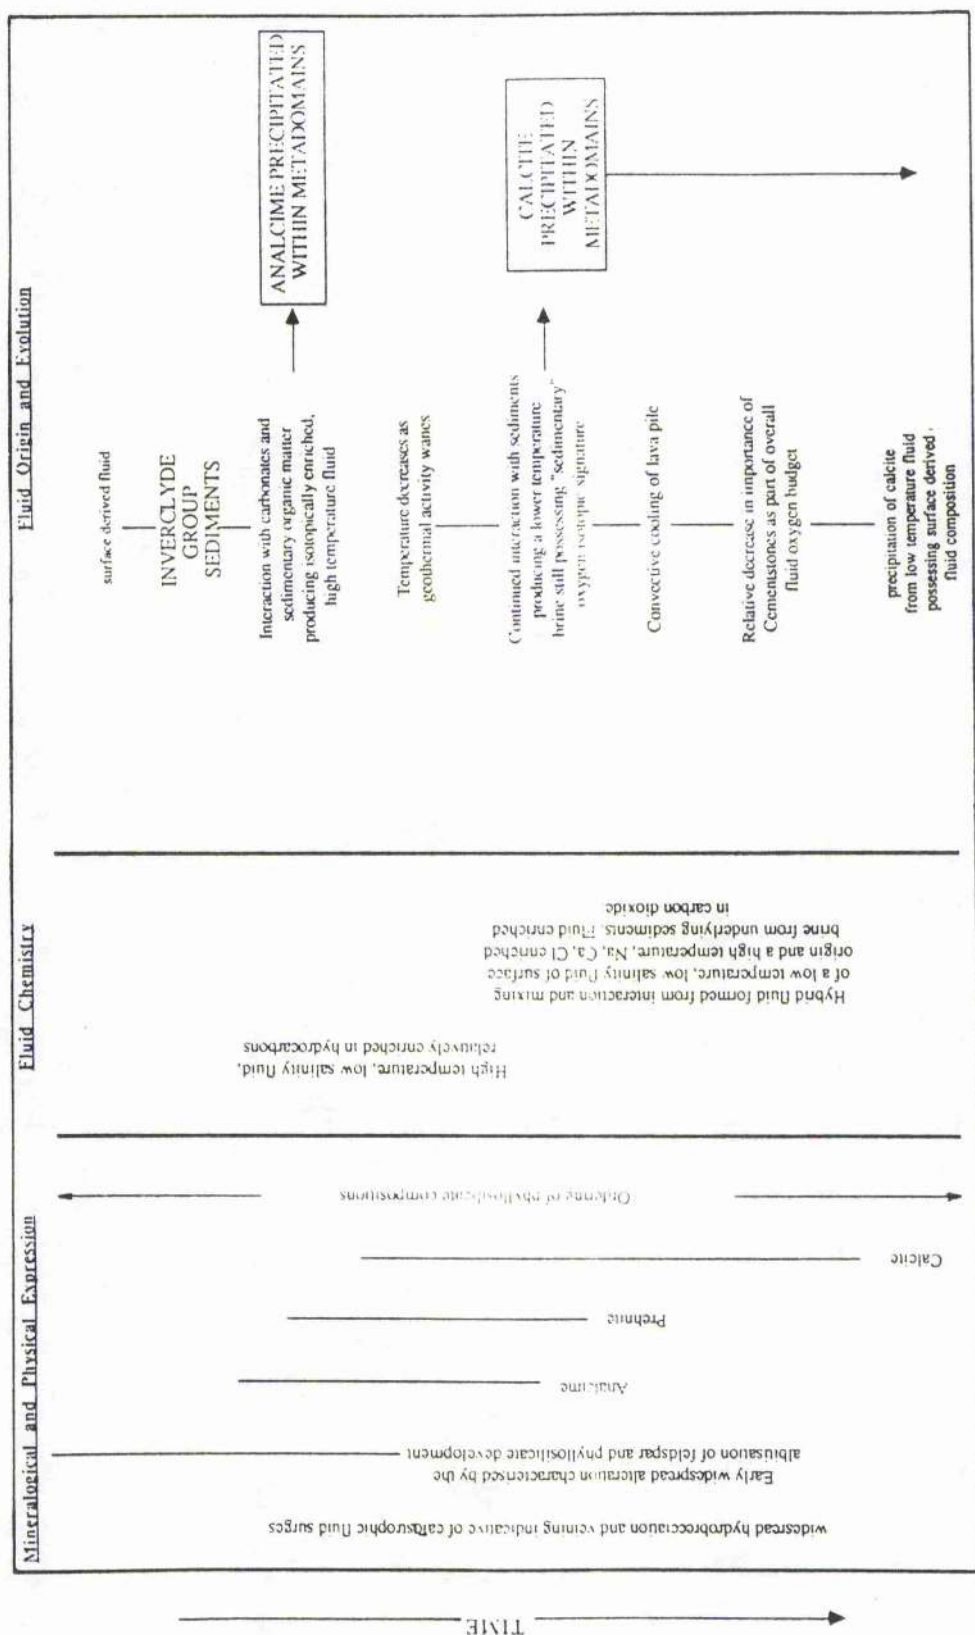 Mineralogical and Physical Expression
Fluid Chemistry
Fluid Origin and Evolution
TIME
widespread hydrobrecciation and veining indicative of catastrophic fluid surges
Early widespread alteration characterised by the
albitisation of feldspar and phyllosilicate development
Analcime
Prehnite
Calcite
Ordering of phyllosilicate compositions
High temperature, low salinity fluid,
relatively enriched in hydrocarbons
Hybrid fluid formed from interaction and mixing
of a low temperature, low salinity fluid of surface
origin and a high temperature, Na, Ca, Cl enriched
brine from underlying sediments. Fluid enriched
in carbon dioxide
surface derived fluid
INVERCLYDE
GROUP
SEDIMENTS
Interaction with carbonates and
sedimentary organic matter
producing isotopically enriched,
high temperature fluid
ANALCIME PRECIPITATED
WITHIN METADOMAINS
Temperature decreases as
geothermal activity wanes
Continued interaction with sediments
producing a lower temperature
brine still possessing "sedimentary"
oxygen isotopic signature
CALCITE
PRECIPITATED
WITHIN
METADOMAINS
Convective cooling of lava pile
Relative decrease in importance of
Cementstones as part of overall
fluid oxygen budget
precipitation of calcite
from low temperature fluid
possessing surface derived
fluid composition